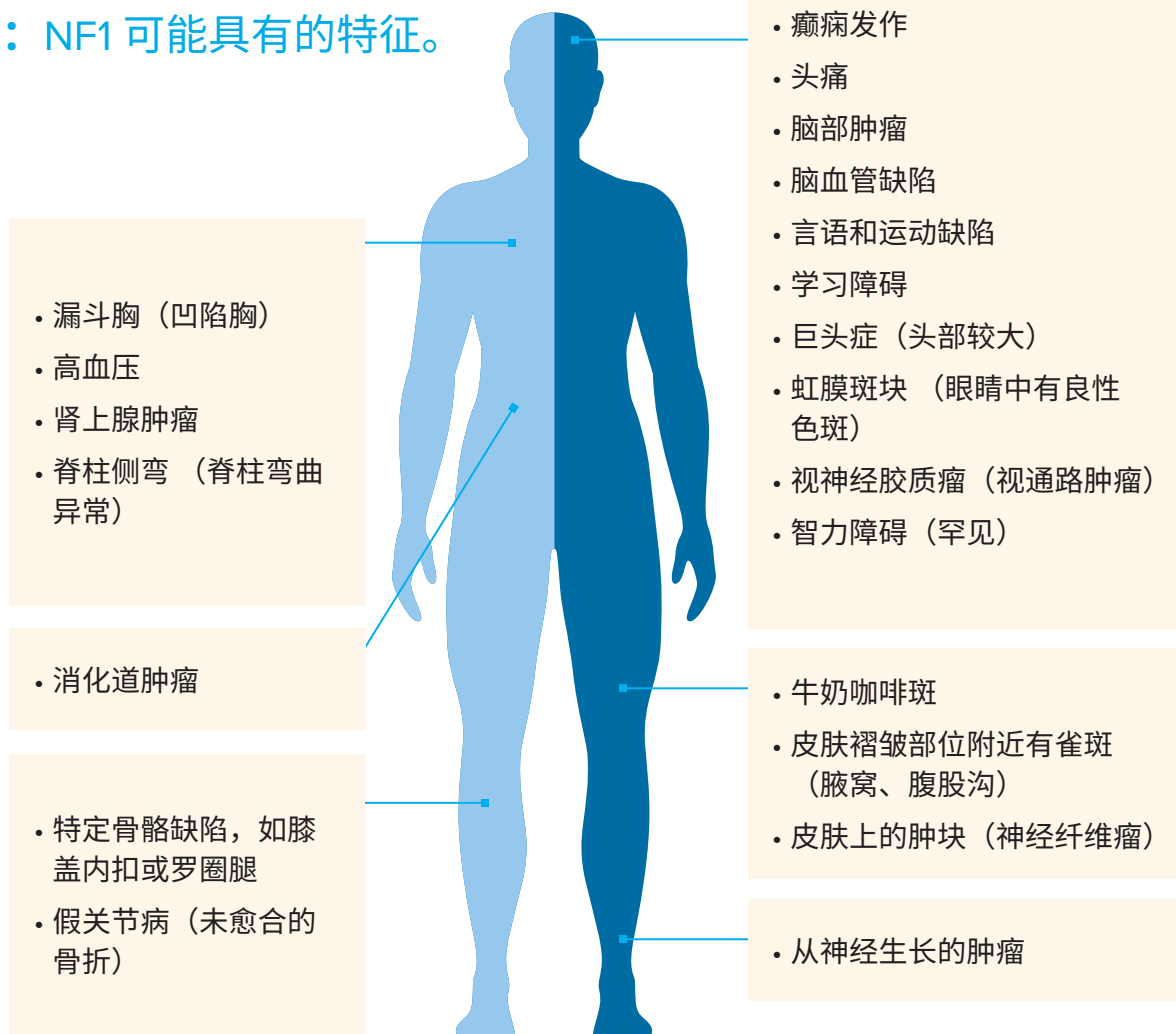 ：NF1 可能具有的特征。
• 漏斗胸（凹陷胸）
• 高血压
• 肾上腺肿瘤
• 脊柱侧弯 （脊柱弯曲
异常）
• 消化道肿瘤
• 特定骨骼缺陷，如膝
盖内扣或罗圈腿
• 假关节病（未愈合的
骨折）
• 癫痫发作
• 头痛
• 脑部肿瘤
• 脑血管缺陷
• 言语和运动缺陷
• 学习障碍
• 巨头症（头部较大）
• 虹膜斑块 （眼睛中有良性
色斑）
• 视神经胶质瘤（视通路肿瘤）
• 智力障碍（罕见）
• 牛奶咖啡斑
• 皮肤褶皱部位附近有雀斑
（腋窝、腹股沟）
• 皮肤上的肿块（神经纤维瘤）
• 从神经生长的肿瘤